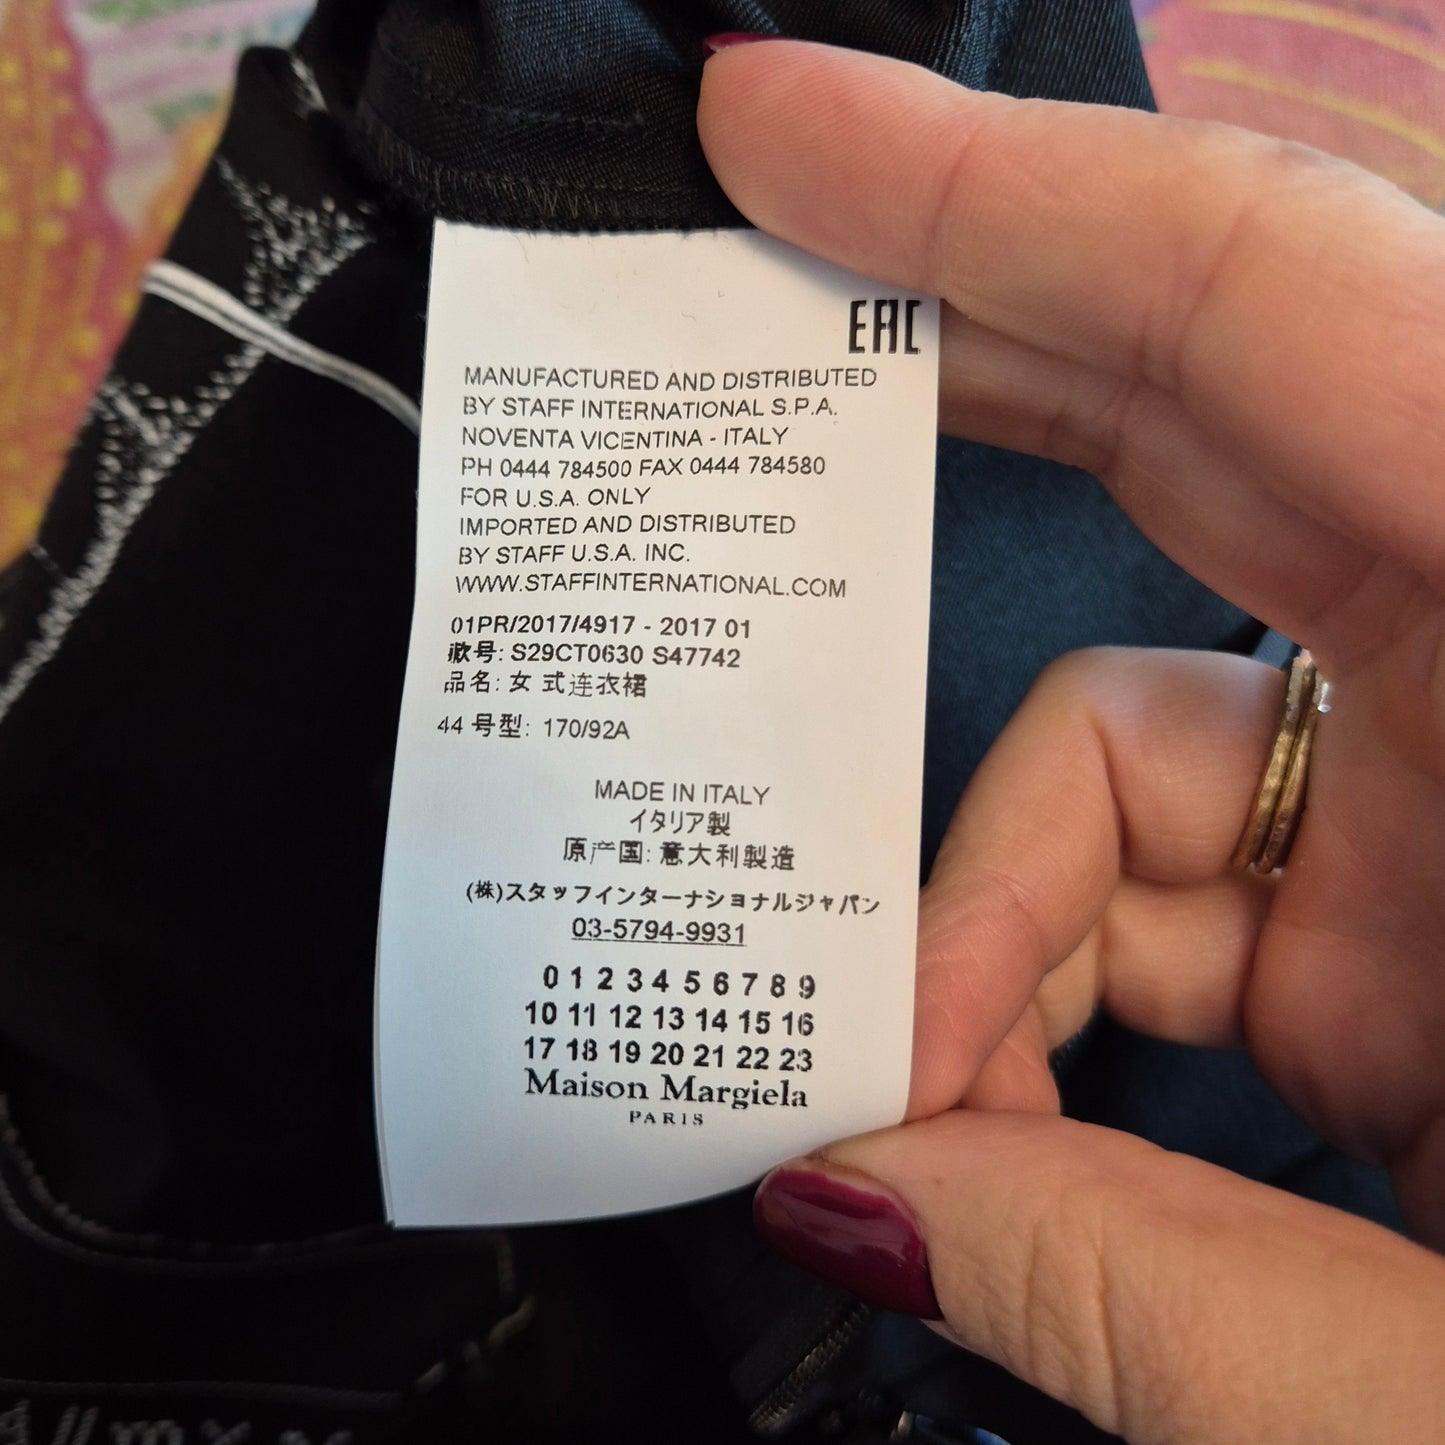 EAC
MANUFACTURED AND DISTRIBUTED
BY STAFF INTERNATIONAL S.P.A.
NOVENTA VICENTINA - ITALY
PH 0444 784500 FAX 0444 784580
FOR U.S.A. ONLY
IMPORTED AND DISTRIBUTED
BY STAFF U.S.A. INC.
WWW.STAFFINTERNATIONAL.COM
01PR/2017/4917 - 2017 01
款号: S29CT0630 S47742
品名: 女 式连衣裙
44 号型: 170/92A
MADE IN ITALY
イタリア製
原产国: 意大利製造
(株)スタッフインターナショナルジャパン
03-5794-9931
0 1 2 3 4 5 6 7 8 9
10 11 12 13 14 15 16
17 18 19 20 21 22 23
Maison Margiela
PARIS